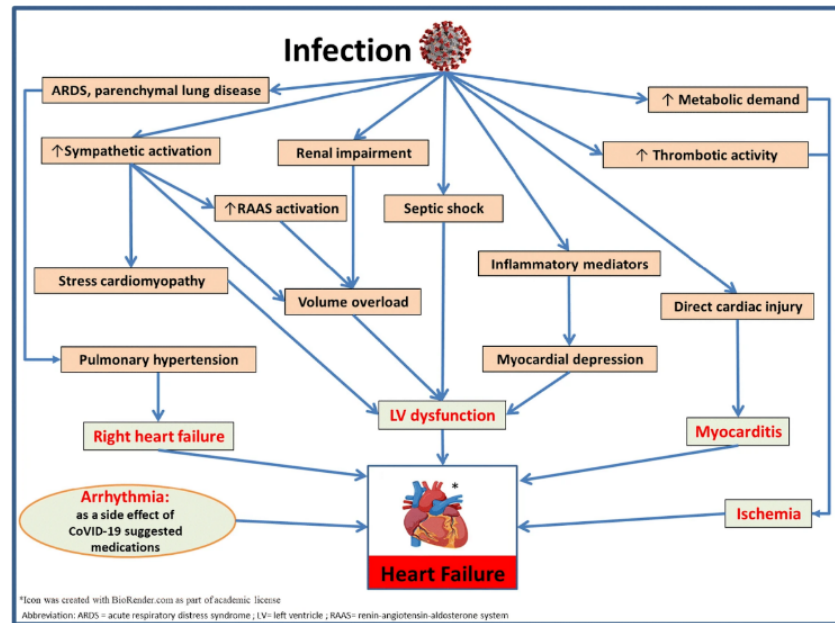 Infection
ARDS, parenchymal lung disease
↑ Metabolic demand
↑Sympathetic activation
Renal impairment
↑ Thrombotic activity
↑RAAS activation
Septic shock
Inflammatory mediators
Stress cardiomyopathy
Volume overload
Direct cardiac injury
Pulmonary hypertension
Myocardial depression
LV dysfunction
Right heart failure
Myocarditis
Arrhythmia:
as a side effect of
CoVID-19 suggested
medications
*
Ischemia
Heart Failure
*Icon was created with BioRender.com as part of academic license
Abbreviation: ARDS = acute respiratory distress syndrome ; LV= left ventricle ; RAAS= renin-angiotensin-aldosterone system